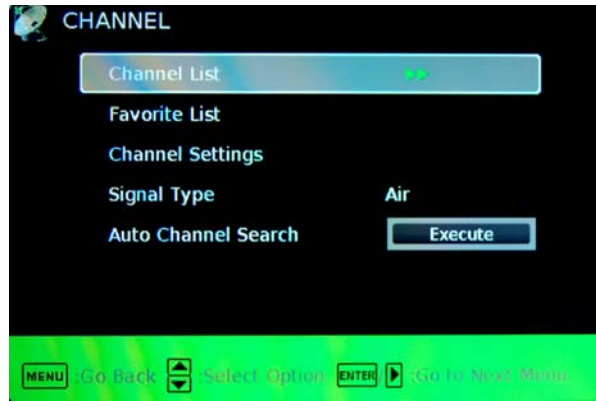 CHANNEL
Channel List
Favorite List
Channel Settings
Signal Type Air
Auto Channel Search Execute
MENU :Go Back :Select Option ENTER :Go to Next Menu